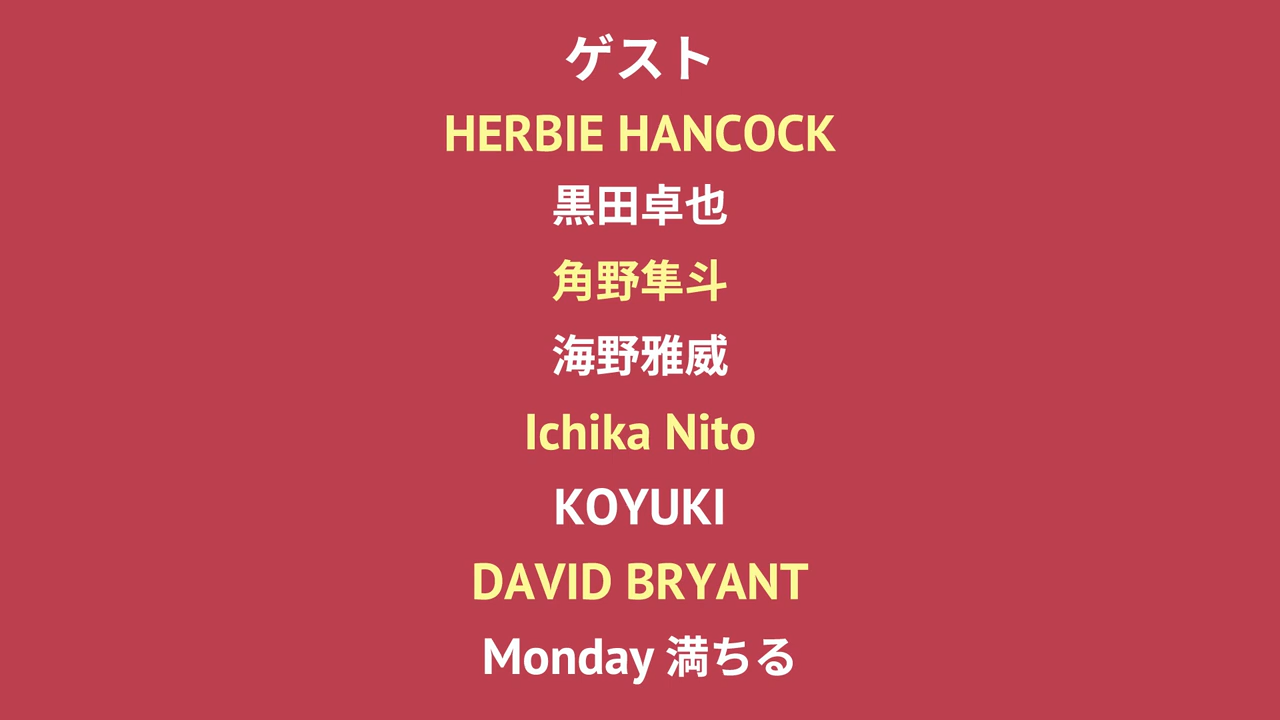 ゲスト
HERBIE HANCOCK
黒田卓也
角野隼斗
海野雅威
Ichika Nito
KOYUKI
DAVID BRYANT
Monday 満ちる